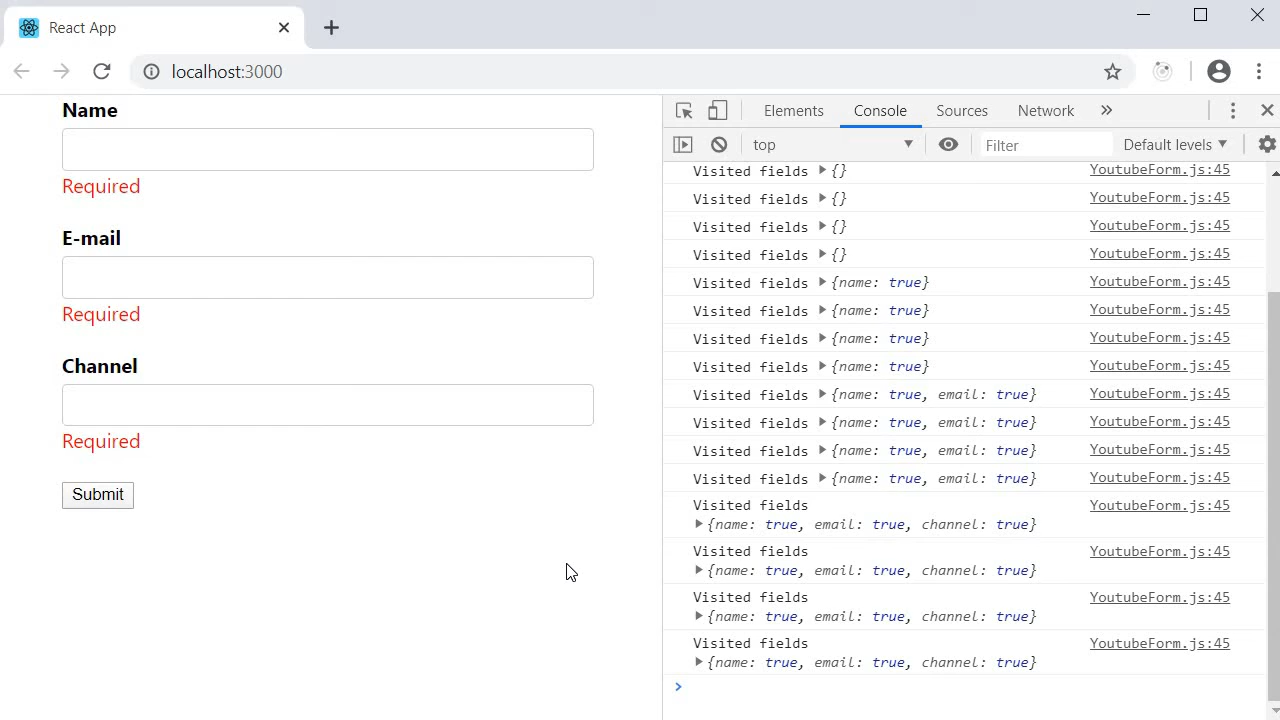 React App
localhost:3000
Name
Required
E-mail
Required
Channel
Required
Submit
Elements Console Sources Network »
top Filter Default levels
Visited fields {} YoutubeForm.js:45
Visited fields {} YoutubeForm.js:45
Visited fields {} YoutubeForm.js:45
Visited fields {} YoutubeForm.js:45
Visited fields {name: true} YoutubeForm.js:45
Visited fields {name: true} YoutubeForm.js:45
Visited fields {name: true} YoutubeForm.js:45
Visited fields {name: true} YoutubeForm.js:45
Visited fields {name: true, email: true} YoutubeForm.js:45
Visited fields {name: true, email: true} YoutubeForm.js:45
Visited fields {name: true, email: true} YoutubeForm.js:45
Visited fields {name: true, email: true} YoutubeForm.js:45
Visited fields YoutubeForm.js:45
{name: true, email: true, channel: true}
Visited fields YoutubeForm.js:45
{name: true, email: true, channel: true}
Visited fields YoutubeForm.js:45
{name: true, email: true, channel: true}
Visited fields YoutubeForm.js:45
{name: true, email: true, channel: true}